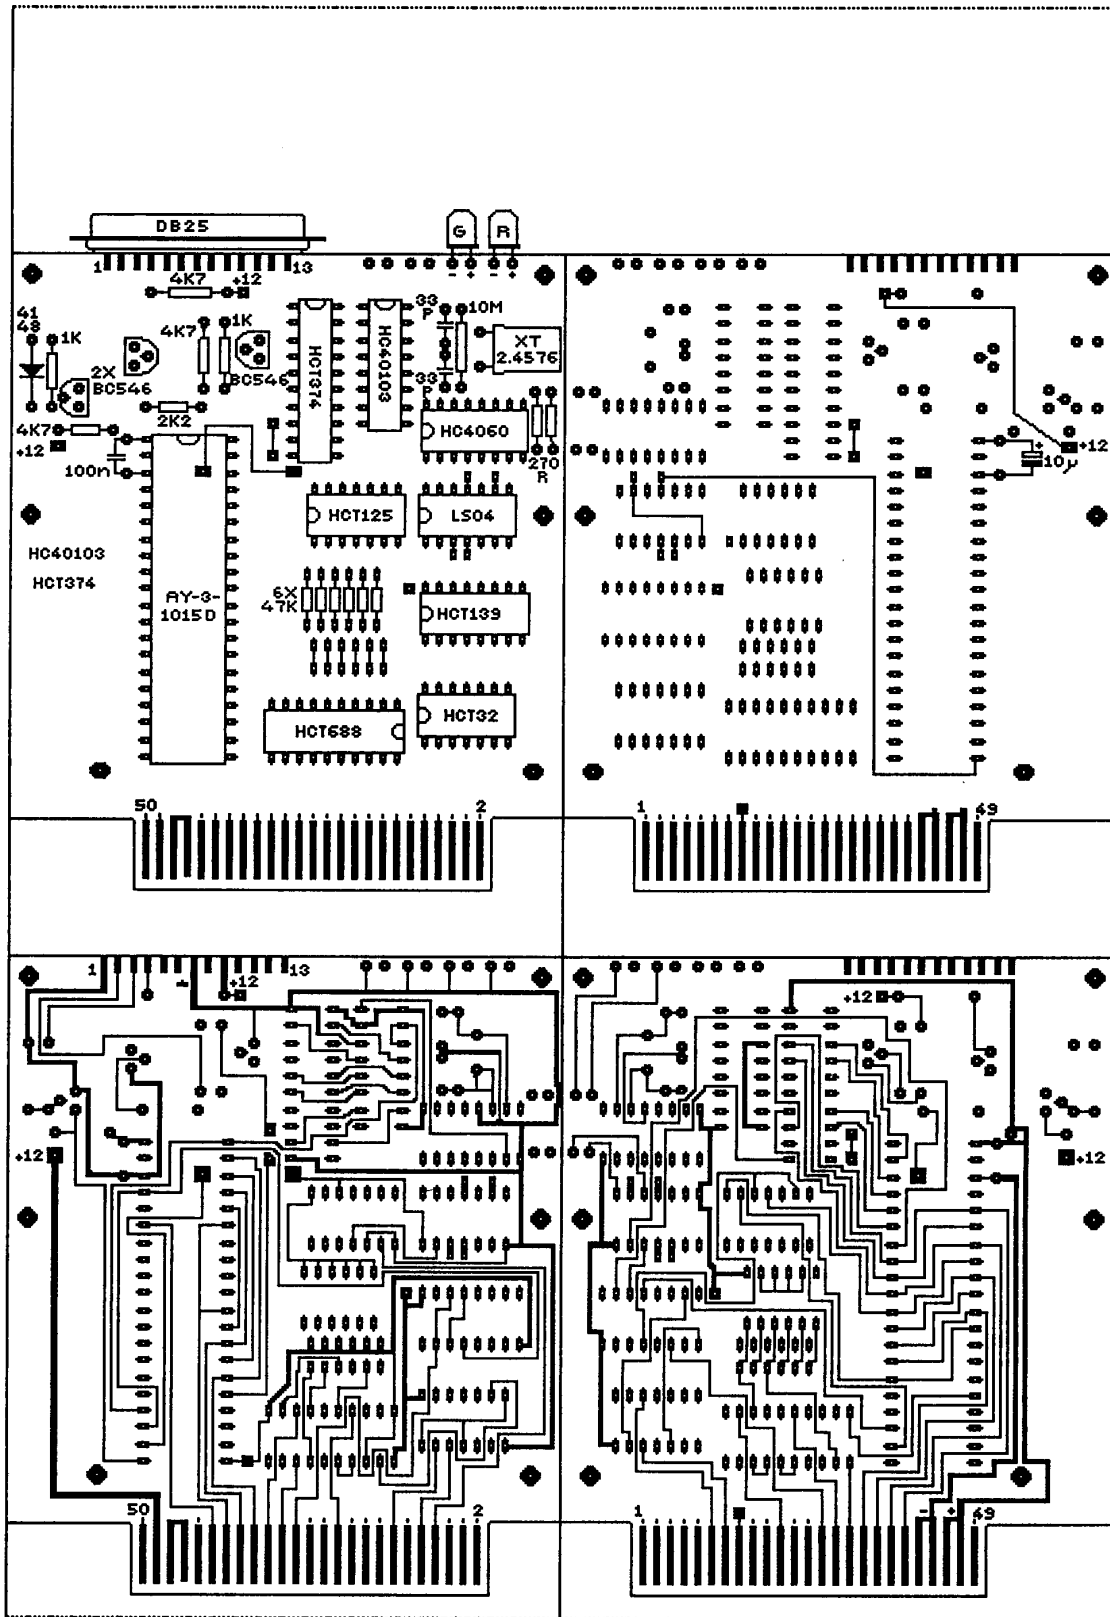 DB25
G R
1 13
4K7 +12
41
48
1K
4K7
1K
33
P
10M
XT
2.4576
2X
BC546
BC546
HCT374
HC40103
33
P
2K2
4K7
+12
100n
HC4060
270
R
HCT125
LS04
HC40103
HCT374
AY-3-
1015D
6X
47K
HCT139
HCT688
HCT32
50 2
+
+12
10µ
1 49
1 13
+12
+12
50 2
+12
+12
1 - + 49